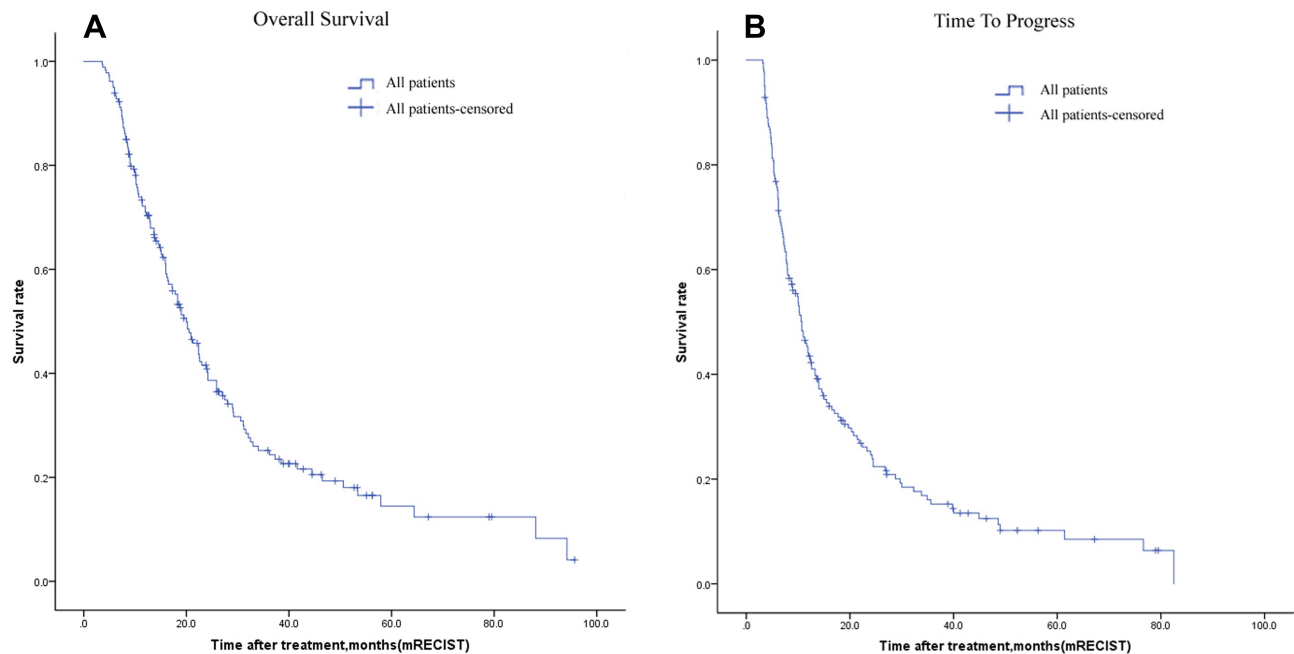 A
Overall Survival
All patients
All patients-censored
1.0
0.8
0.6
0.4
0.2
0.0
Survival rate
.0 20.0 40.0 60.0 80.0 100.0
Time after treatment,months(mRECIST)
B
Time To Progress
All patients
All patients-censored
1.0
0.8
0.6
0.4
0.2
0.0
Survival rate
.0 20.0 40.0 60.0 80.0 100.0
Time after treatment,months(mRECIST)